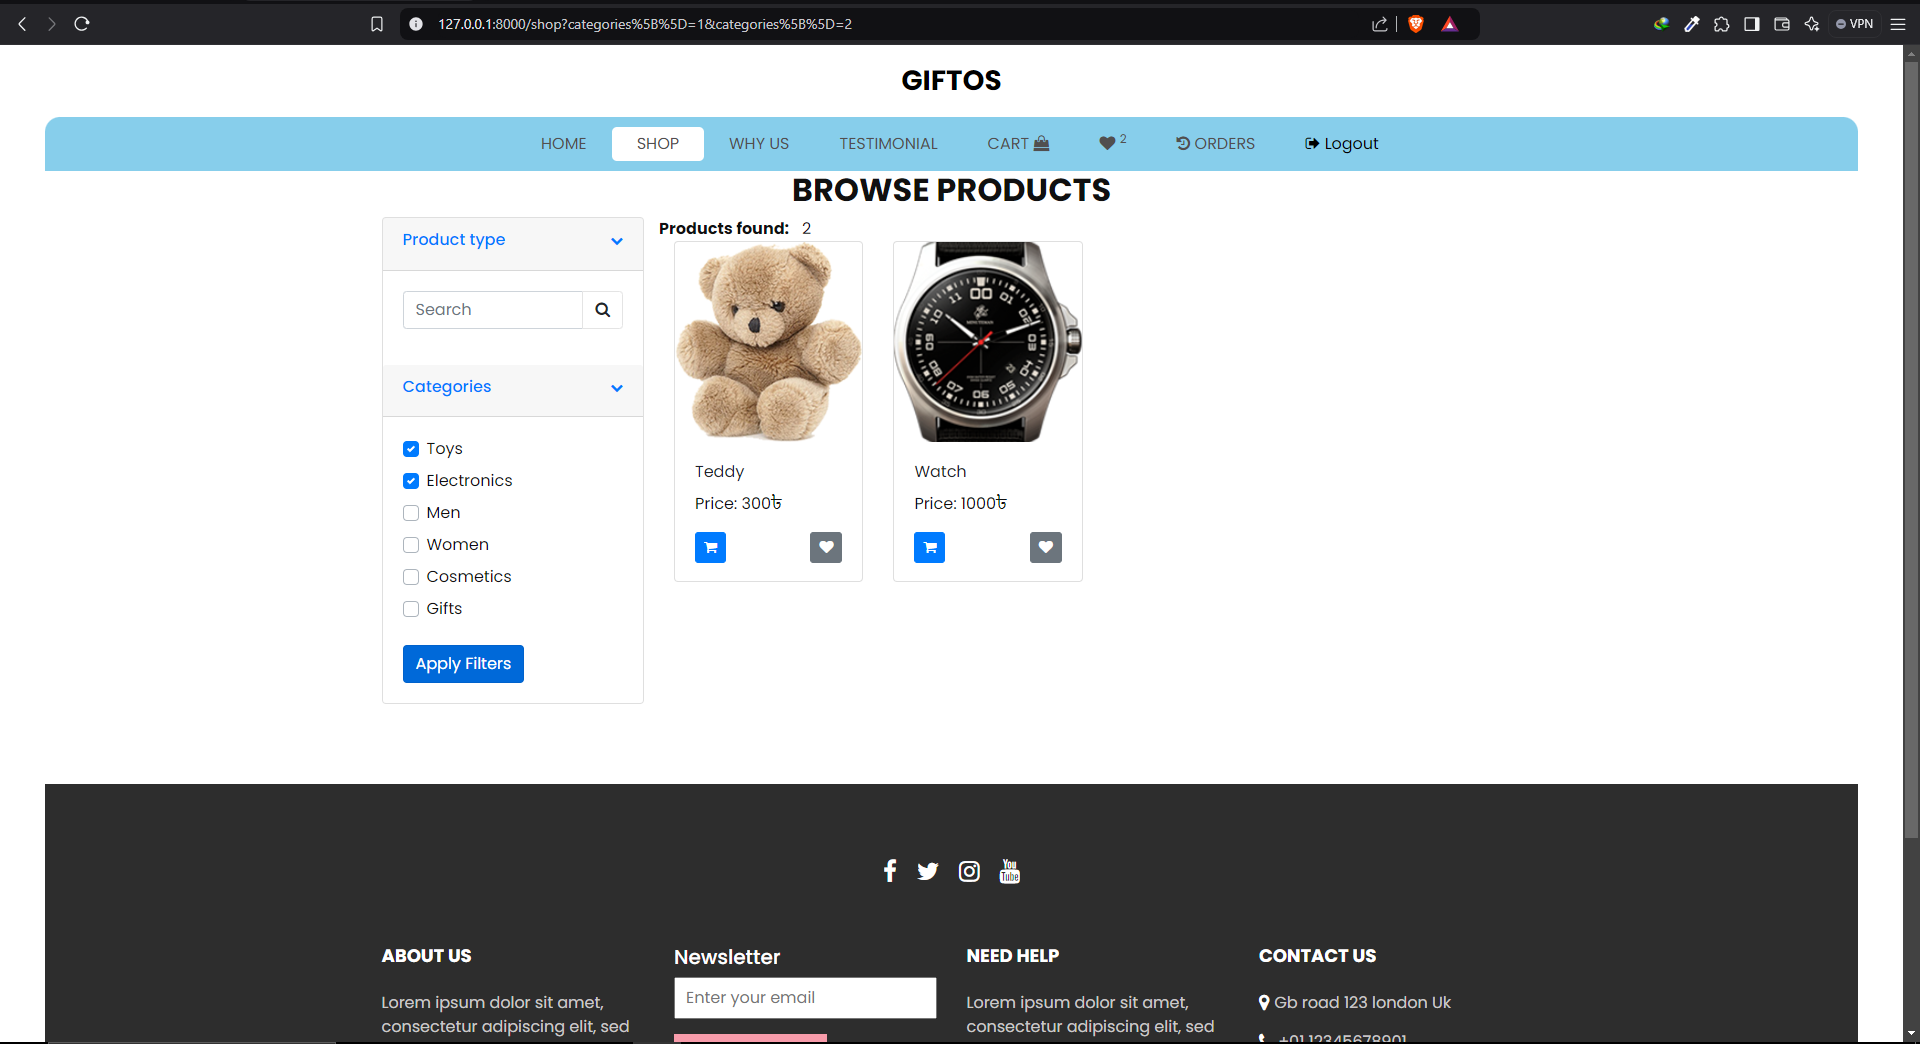 127.0.0.1:8000/shop?categories%5B%5D=1&categories%5B%5D=2
VPN
GIFTOS
HOME SHOP WHY US TESTIMONIAL CART 2 ORDERS Logout
BROWSE PRODUCTS
Product type
Search
Categories
Toys
Electronics
Men
Women
Cosmetics
Gifts
Apply Filters
Products found: 2
Teddy
Price: 300৳
Watch
Price: 1000৳
You
Tube
ABOUT US
Lorem ipsum dolor sit amet,
consectetur adipiscing elit, sed
Newsletter
Enter your email
NEED HELP
Lorem ipsum dolor sit amet,
consectetur adipiscing elit, sed
CONTACT US
Gb road 123 london Uk
+01 12345678901